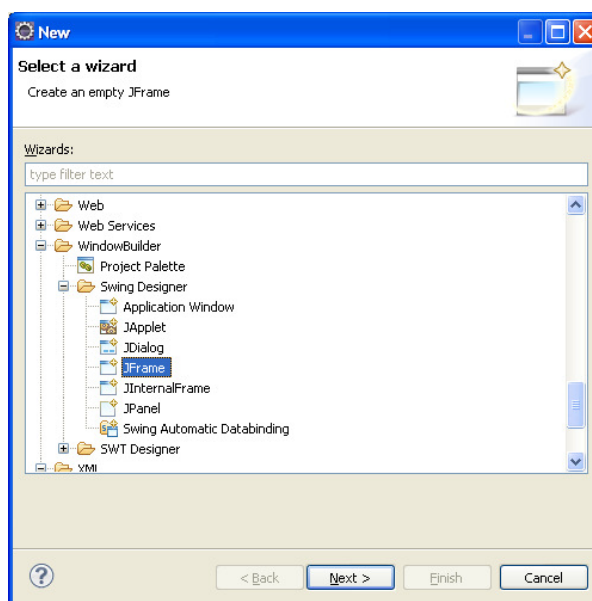 New
Select a wizard
Create an empty JFrame
Wizards:
type filter text
Web
Web Services
WindowBuilder
Project Palette
Swing Designer
Application Window
JApplet
JDialog
JFrame
JInternalFrame
JPanel
Swing Automatic Databinding
SWT Designer
XML
< Back Next > Finish Cancel